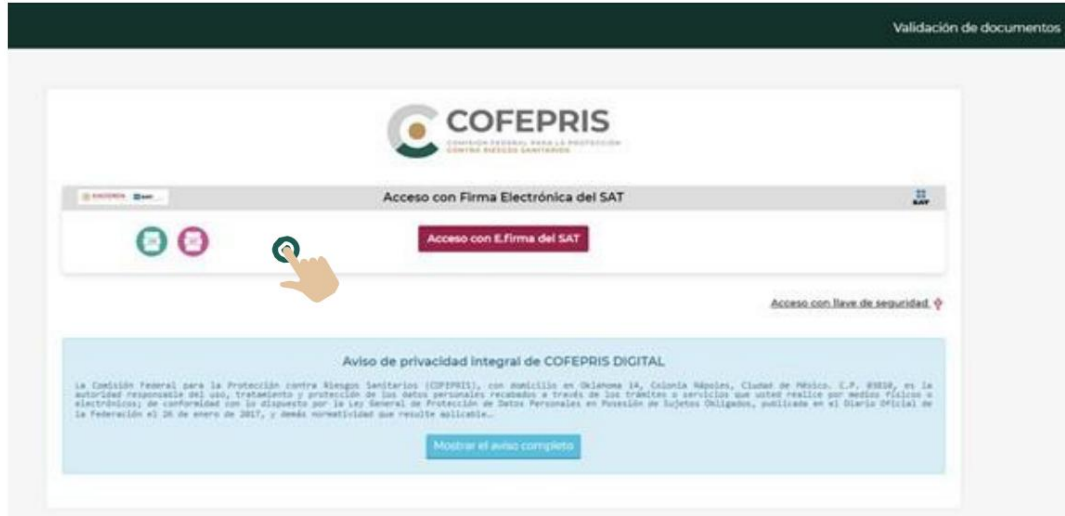 Validación de documentos
COFEPRIS
COMISIÓN FEDERAL PARA LA PROTECCIÓN
CONTRA RIESGOS SANITARIOS
HACIENDA SAT
Acceso con Firma Electrónica del SAT
SAT
Acceso con E.firma del SAT
Acceso con llave de seguridad
Aviso de privacidad integral de COFEPRIS DIGITAL
La Comisión Federal para la Protección contra Riesgos Sanitarios (COFEPRIS), con domicilio en Oklahoma 14, Colonia Nápoles, Ciudad de México. C.P. 03810, es la
autoridad responsable del uso, tratamiento y protección de los datos personales recabados a través de los trámites o servicios que usted realice por medios físicos o
electrónicos; de conformidad con lo dispuesto por la Ley General de Protección de Datos Personales en Posesión de Sujetos Obligados, publicada en el Diario Oficial de
la Federación el 26 de enero de 2017, y demás normatividad que resulte aplicable…
Mostrar el aviso completo